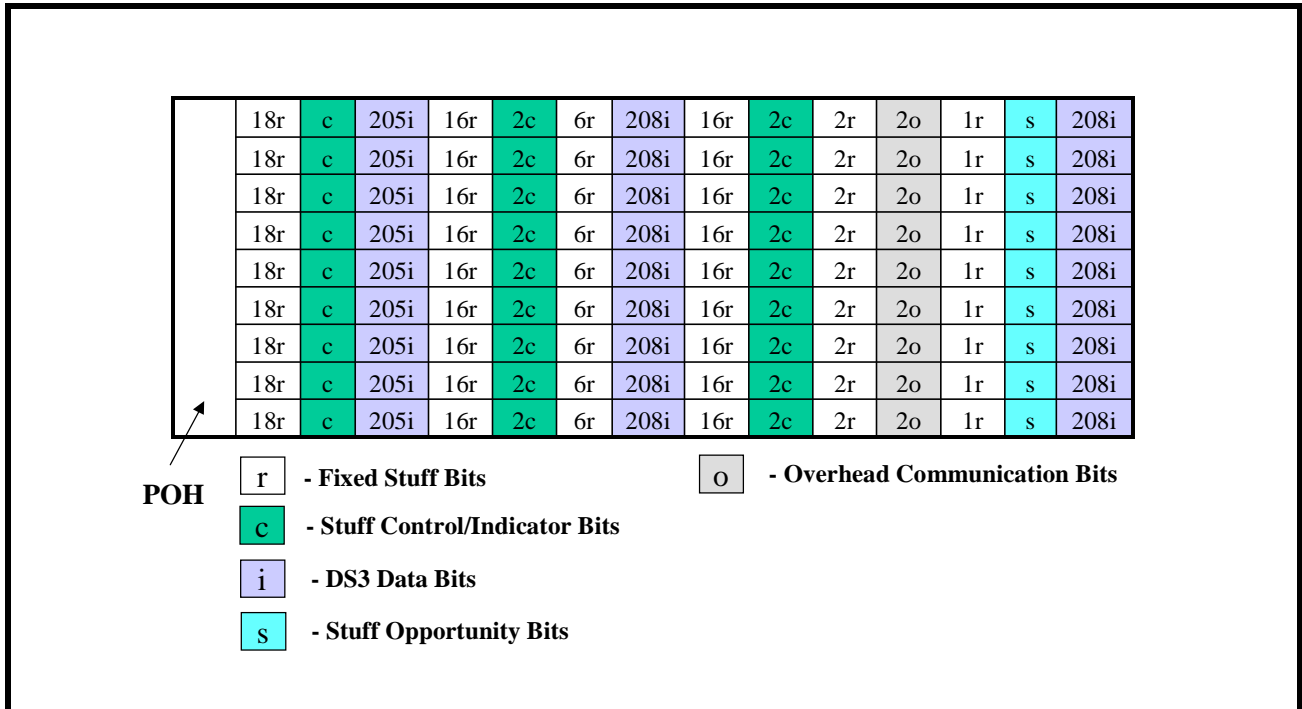 18r c 205i 16r 2c 6r 208i 16r 2c 2r 2o 1r s 208i
18r c 205i 16r 2c 6r 208i 16r 2c 2r 2o 1r s 208i
18r c 205i 16r 2c 6r 208i 16r 2c 2r 2o 1r s 208i
18r c 205i 16r 2c 6r 208i 16r 2c 2r 2o 1r s 208i
18r c 205i 16r 2c 6r 208i 16r 2c 2r 2o 1r s 208i
18r c 205i 16r 2c 6r 208i 16r 2c 2r 2o 1r s 208i
18r c 205i 16r 2c 6r 208i 16r 2c 2r 2o 1r s 208i
18r c 205i 16r 2c 6r 208i 16r 2c 2r 2o 1r s 208i
18r c 205i 16r 2c 6r 208i 16r 2c 2r 2o 1r s 208i
POH
r - Fixed Stuff Bits
o - Overhead Communication Bits
c - Stuff Control/Indicator Bits
i - DS3 Data Bits
s - Stuff Opportunity Bits